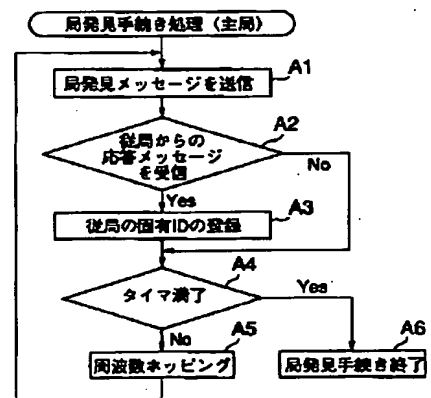 局発見手続き処理（主局）
A1
局発見メッセージを送信
A2
従局からの
応答メッセージ
を受信
No
Yes
A3
従局の固有IDの登録
A4
タイマ満了
Yes
No
A5
周波数ホッピング
A6
局発見手続き終了